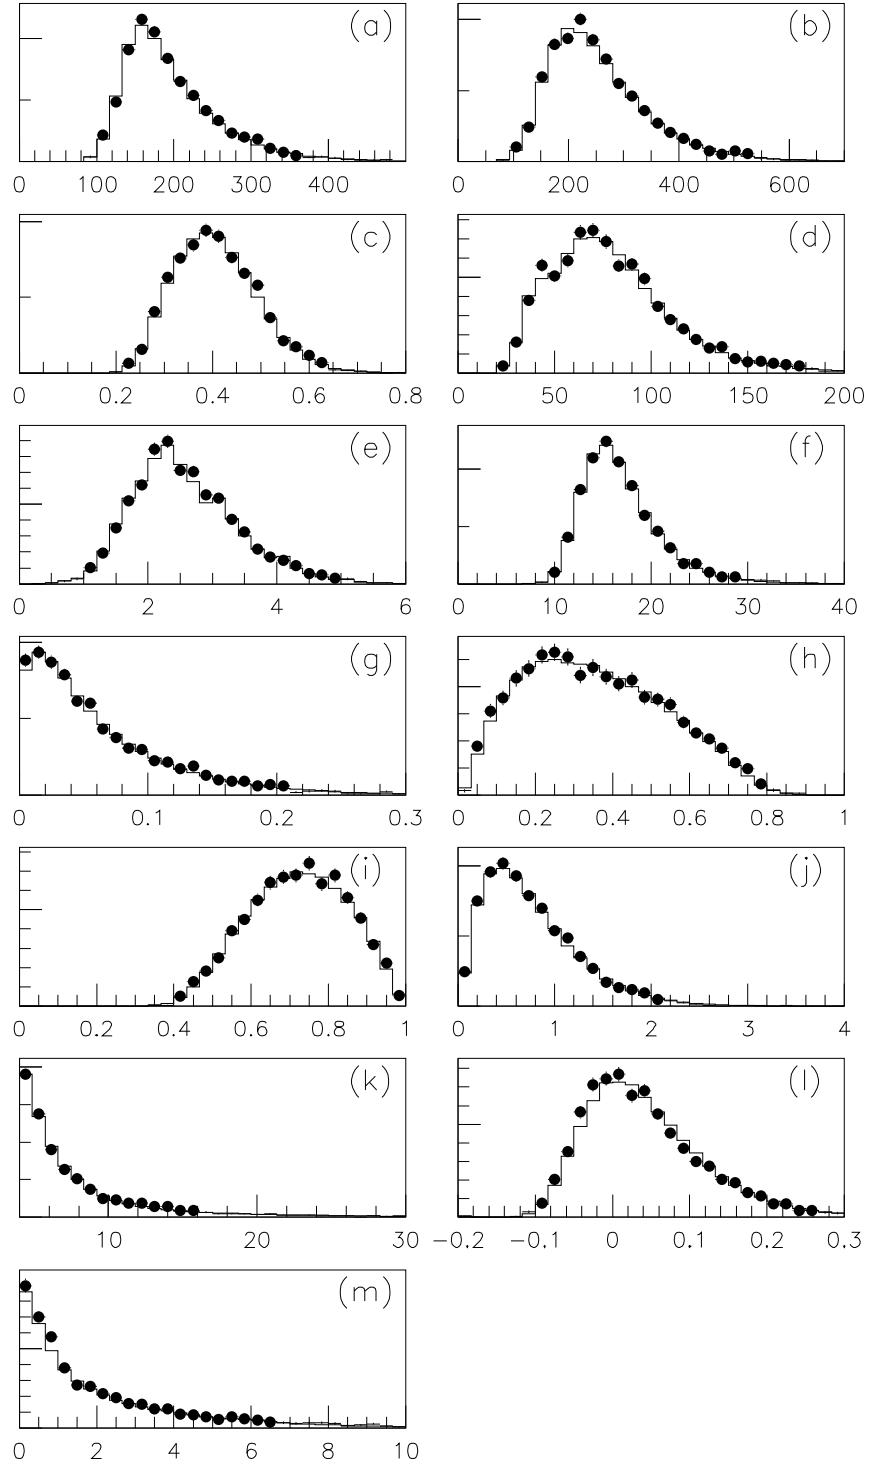 (a) (b)
0 100 200 300 400 0 200 400 600
(c) (d)
0 0.2 0.4 0.6 0.8 0 50 100 150 200
(e) (f)
0 2 4 6 0 10 20 30 40
(g) (h)
0 0.1 0.2 0.3 0 0.2 0.4 0.6 0.8 1
(i) (j)
0 0.2 0.4 0.6 0.8 1 0 1 2 3 4
(k) (l)
10 20 30 −0.2 −0.1 0 0.1 0.2 0.3
(m)
0 2 4 6 8 10